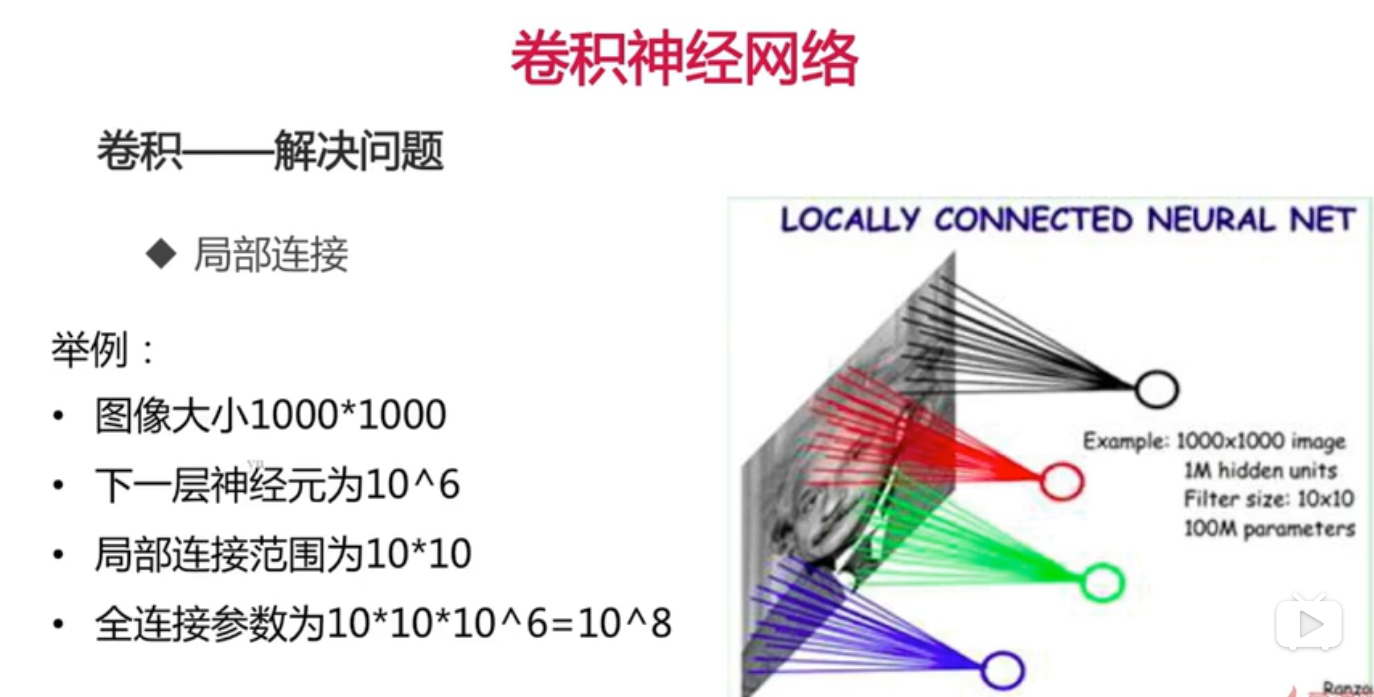 卷积神经网络
卷积——解决问题
◆ 局部连接
举例：
• 图像大小1000*1000
• 下一层神经元为10^6
• 局部连接范围为10*10
• 全连接参数为10*10*10^6=10^8
LOCALLY CONNECTED NEURAL NET
Example: 1000x1000 image
1M hidden units
Filter size: 10x10
100M parameters